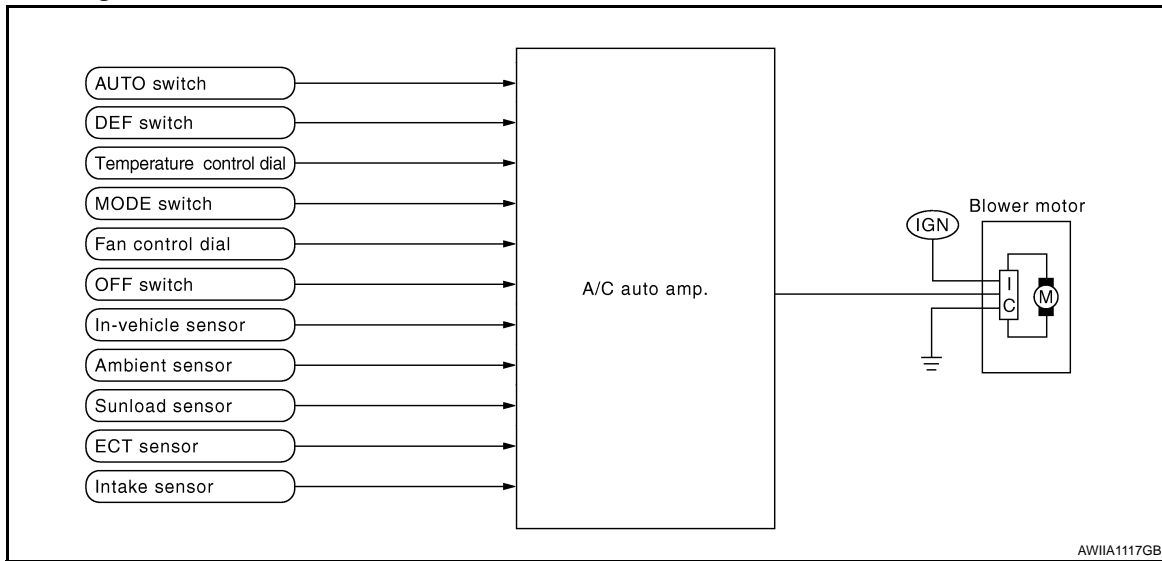 AUTO switch
DEF switch
Temperature control dial
MODE switch
Fan control dial
OFF switch
In-vehicle sensor
Ambient sensor
Sunload sensor
ECT sensor
Intake sensor
A/C auto amp.
IGN
Blower motor
I
C
M
AWIIA1117GB